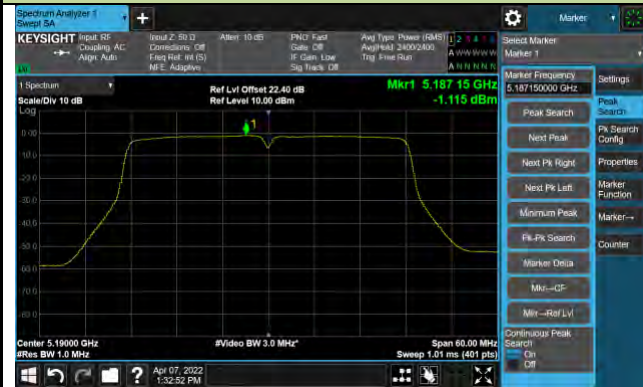 Spectrum Analyzer 1
Swept SA
Marker
KEYSIGHT
Input: RF
Coupling: AC
Align: Auto
Input Z: 50 Ω
Corrections: Off
Freq Ref: Int (S)
NFE: Adaptive
Atten: 10 dB
PNO: Fast
Gate: Off
IF Gain: Low
Sig Track: Off
Avg Type: Power (RMS)
Avg|Hold: 2400/2400
Trig: Free Run
A W W W W W
A N N N N N
Select Marker
Marker 1
1 Spectrum
Scale/Div 10 dB
Log
Ref Lvl Offset 22.40 dB
Ref Level 10.00 dBm
Mkr1 5.187 15 GHz
-1.115 dBm
1
0.00
-10.0
-20.0
-30.0
-40.0
-50.0
-60.0
-70.0
-80.0
Center 5.19000 GHz
#Res BW 1.0 MHz
#Video BW 3.0 MHz*
Span 60.00 MHz
Sweep 1.01 ms (401 pts)
Marker Frequency
5.187150000 GHz
Peak Search
Next Peak
Next Pk Right
Next Pk Left
Minimum Peak
Pk-Pk Search
Marker Delta
Mkr→CF
Mkr→Ref Lvl
Continuous Peak
Search
On
Off
Settings
Peak
Search
Pk Search
Config
Properties
Marker
Function
Marker→
Counter
Apr 07, 2022
1:32:52 PM